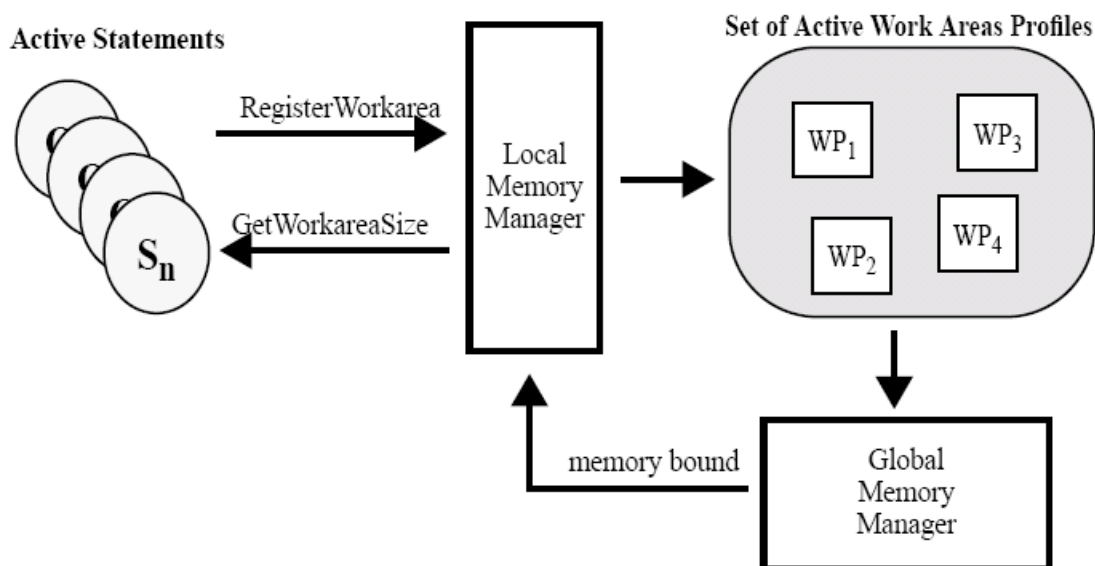 Active Statements
Set of Active Work Areas Profiles
RegisterWorkarea
Local
Memory
Manager
WP1
WP3
GetWorkareaSize
Sn
WP2
WP4
memory bound
Global
Memory
Manager